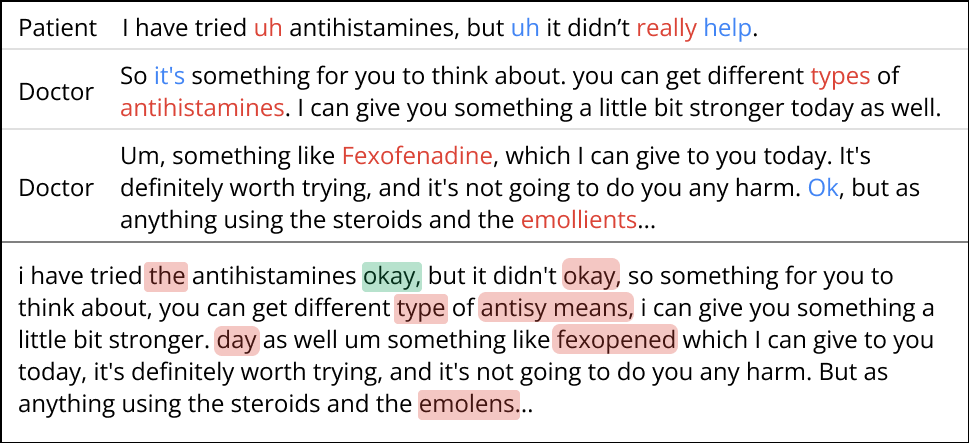 Patient I have tried uh antihistamines, but uh it didn’t really help.
So it's something for you to think about. you can get different types of
Doctor
antihistamines. I can give you something a little bit stronger today as well.
Um, something like Fexofenadine, which I can give to you today. It's
Doctor definitely worth trying, and it's not going to do you any harm. Ok, but as
anything using the steroids and the emollients...
i have tried the antihistamines okay, but it didn't okay, so something for you to
think about, you can get different type of antisy means, i can give you something a
little bit stronger. day as well um something like fexopened which I can give to you
today, it's definitely worth trying, and it's not going to do you any harm. But as
anything using the steroids and the emolens...